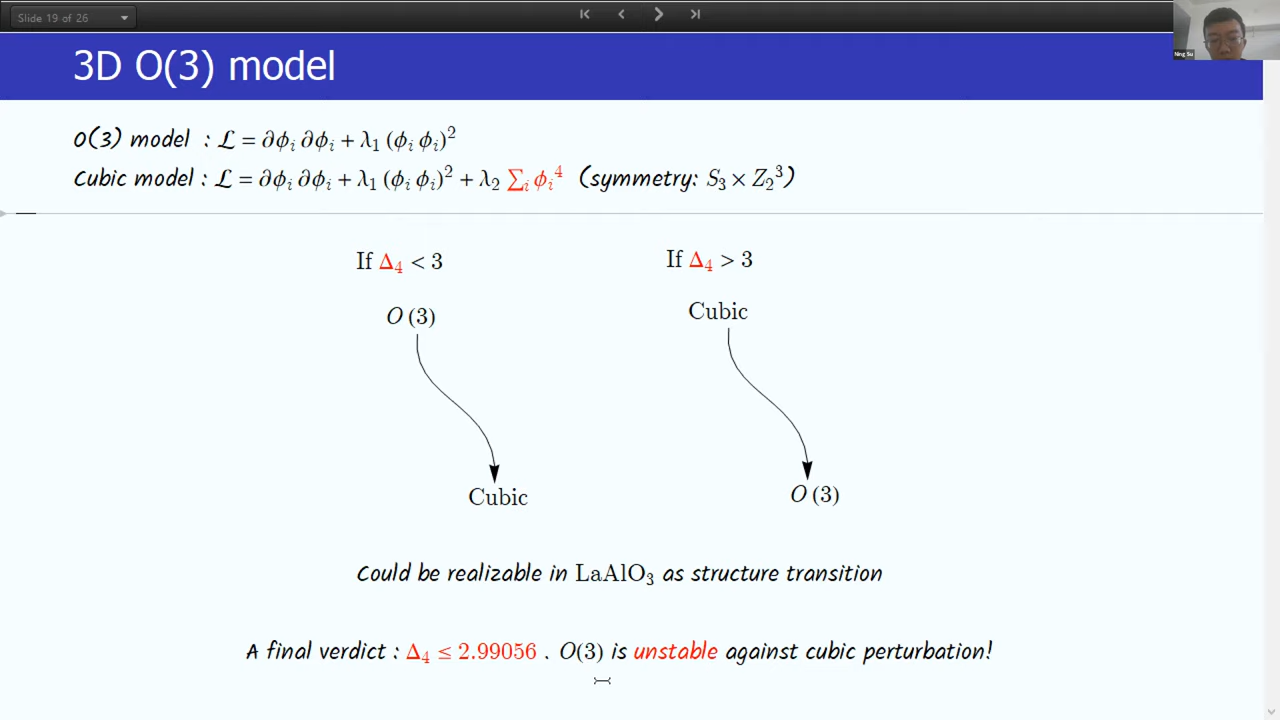 Slide 19 of 26
Ning Su
3D O(3) model
O(3) model : ℒ = ∂ϕᵢ ∂ϕᵢ + λ₁ (ϕᵢ ϕᵢ)²
Cubic model : ℒ = ∂ϕᵢ ∂ϕᵢ + λ₁ (ϕᵢ ϕᵢ)² + λ₂ ∑ᵢ ϕᵢ⁴ (symmetry: S₃ × Z₂³)
If Δ₄ < 3
If Δ₄ > 3
O (3)
Cubic
Cubic
O (3)
Could be realizable in LaAlO₃ as structure transition
A final verdict : Δ₄ ≤ 2.99056 . O(3) is unstable against cubic perturbation!